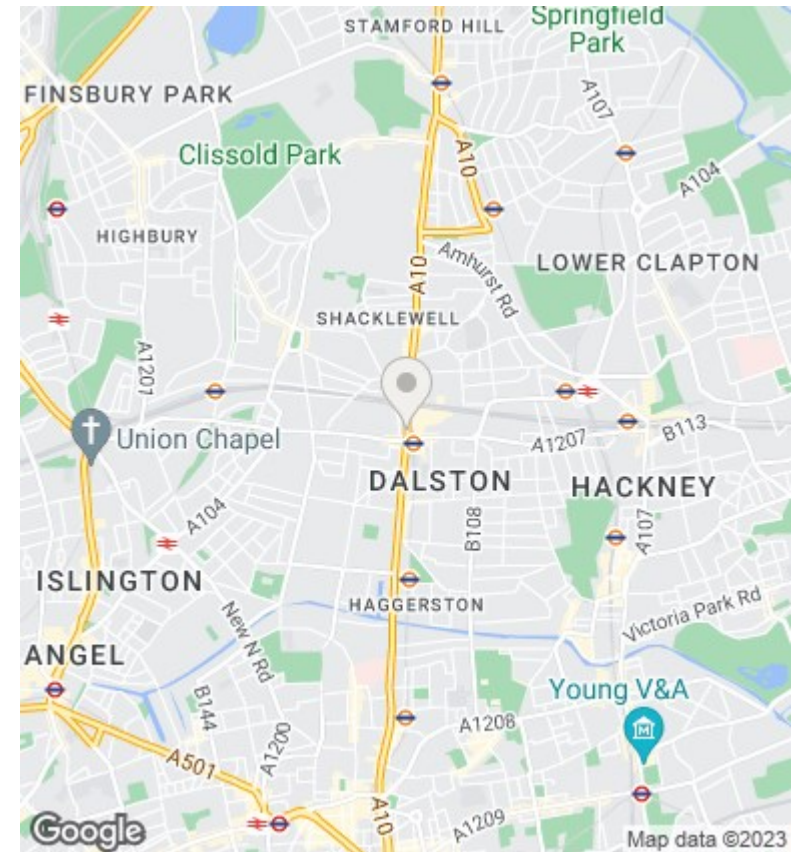 STAMFORD HILL
Springfield
Park
FINSBURY PARK
A107
Clissold Park
A10
A104
HIGHBURY
A10
Amhurst Rd
LOWER CLAPTON
SHACKLEWELL
A1207
Union Chapel
A1207
B113
DALSTON
HACKNEY
A104
B108
A107
ISLINGTON
HAGGERSTON
New N Rd
Victoria Park Rd
ANGEL
B144
Young V&A
A1200
A1208
A501
A10
A1209
Google
Map data ©2023